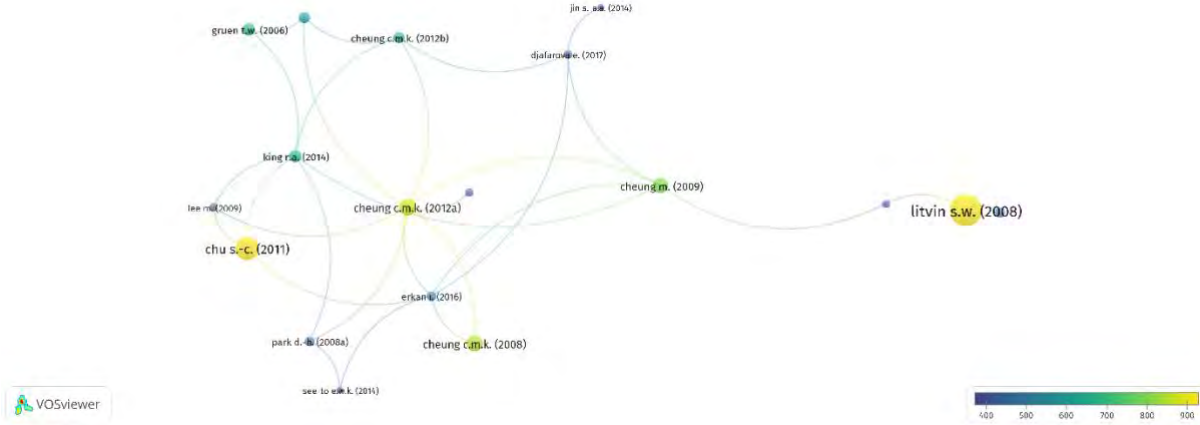 jin s. a.a. (2014)
gruen t.w. (2006)
cheung c.m.k. (2012b)
djafarova e. (2017)
king r.a. (2014)
cheung m. (2009)
lee m. (2009)
cheung c.m.k. (2012a)
litvin s.w. (2008)
chu s.-c. (2011)
erkan i. (2016)
park d.-h. (2008a)
cheung c.m.k. (2008)
see-to e.w.k. (2014)
VOSviewer
400 500 600 700 800 900